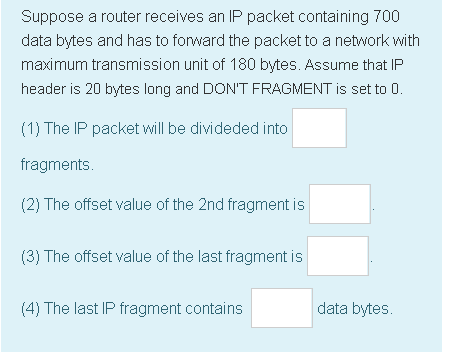 Suppose a router receives an IP packet containing 700
data bytes and has to forward the packet to a network with
maximum transmission unit of 180 bytes. Assume that IP
header is 20 bytes long and DON'T FRAGMENT is set to 0.
(1) The IP packet will be divideded into
fragments.
(2) The offset value of the 2nd fragment is .
(3) The offset value of the last fragment is .
(4) The last IP fragment contains data bytes.